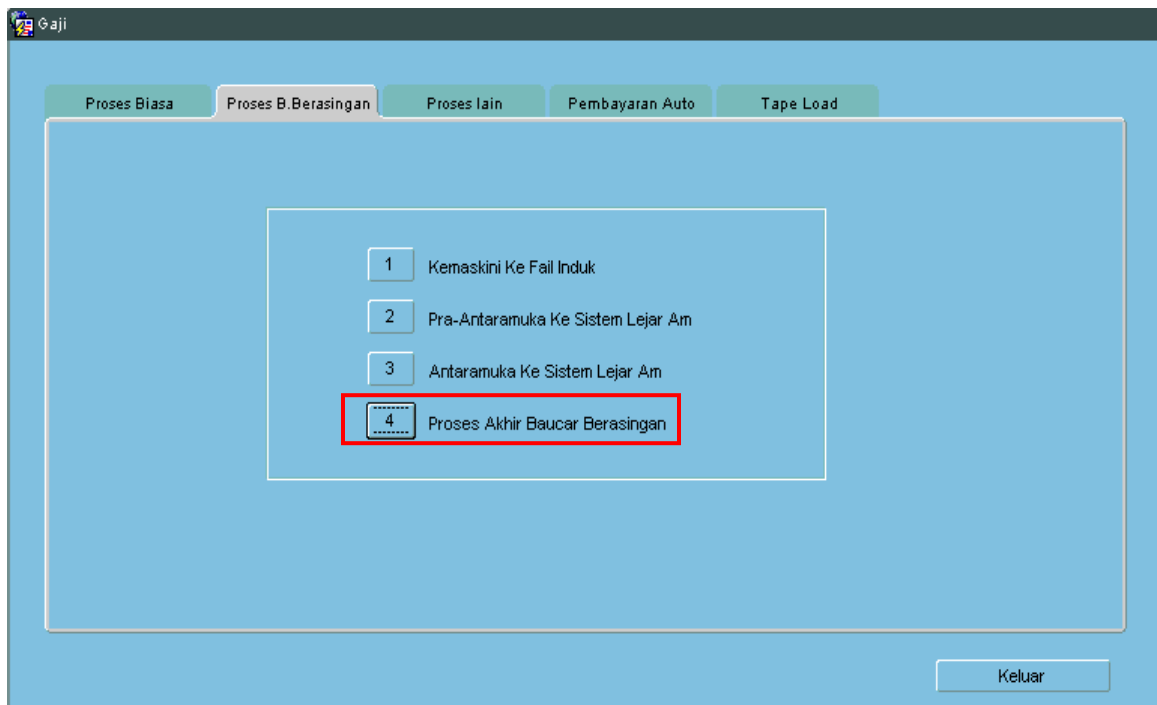 Gaji
Proses Biasa Proses B.Berasingan Proses lain Pembayaran Auto Tape Load
1 Kemaskini Ke Fail Induk
2 Pra-Antaramuka Ke Sistem Lejar Am
3 Antaramuka Ke Sistem Lejar Am
4 Proses Akhir Baucar Berasingan
Keluar